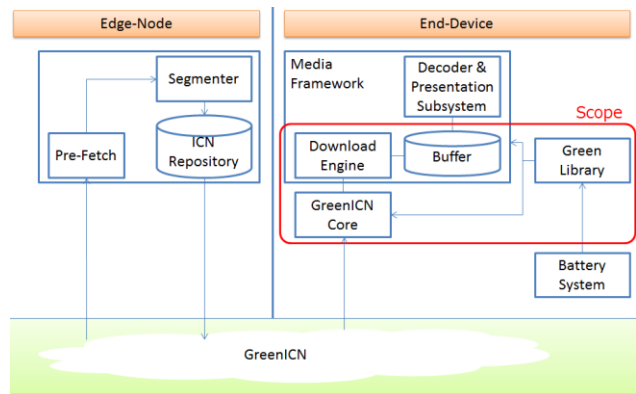 Edge-Node
End-Device
Segmenter
ICN
Repository
Pre-Fetch
Media
Framework
Decoder &
Presentation
Subsystem
Scope
Download
Engine
Buffer
Green
Library
GreenICN
Core
Battery
System
GreenICN